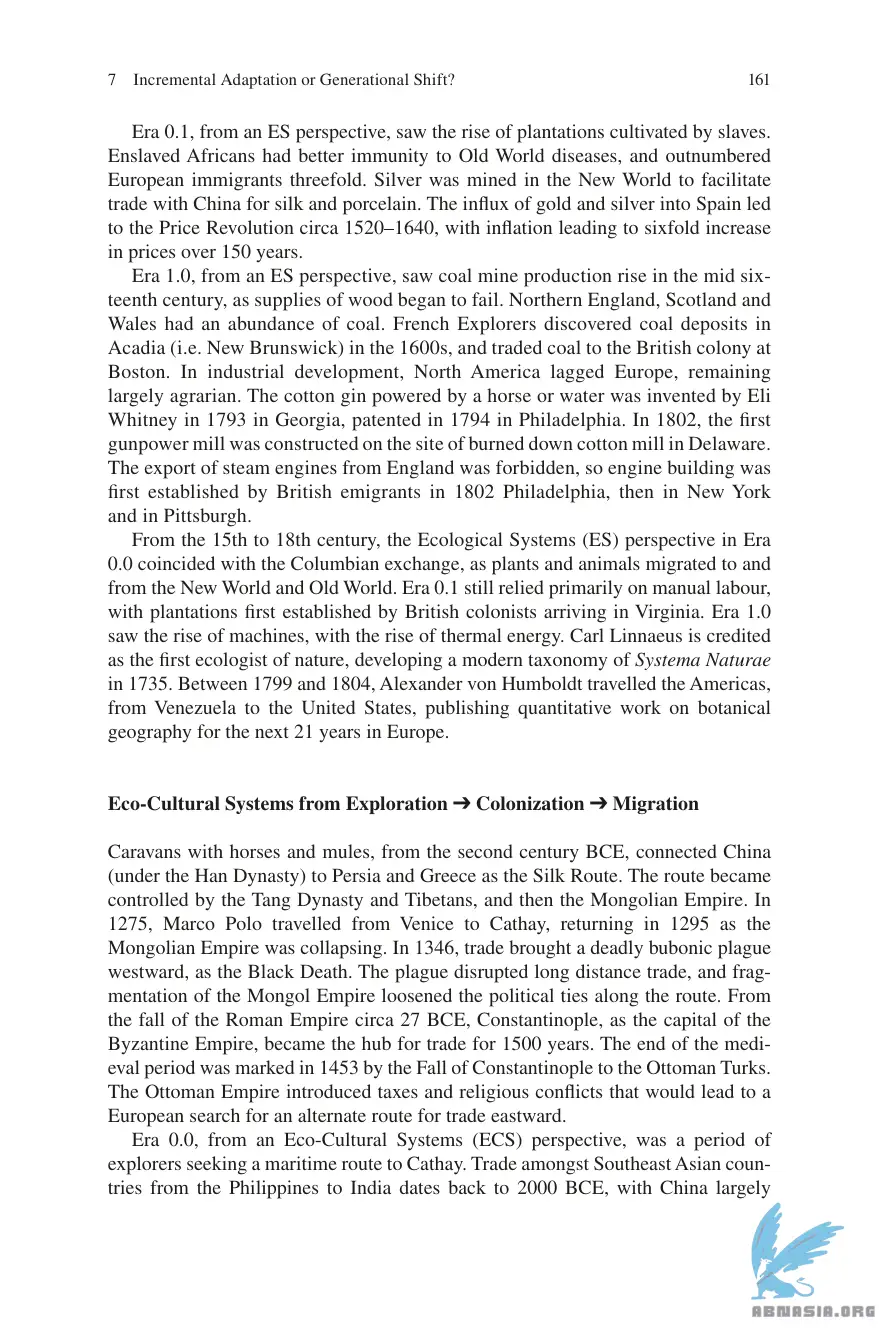 7 Incremental Adaptation or Generational Shift? 161
Era 0.1, from an ES perspective, saw the rise of plantations cultivated by slaves.
Enslaved Africans had better immunity to Old World diseases, and outnumbered
European immigrants threefold. Silver was mined in the New World to facilitate
trade with China for silk and porcelain. The influx of gold and silver into Spain led
to the Price Revolution circa 1520–1640, with inflation leading to sixfold increase
in prices over 150 years.
Era 1.0, from an ES perspective, saw coal mine production rise in the mid six-
teenth century, as supplies of wood began to fail. Northern England, Scotland and
Wales had an abundance of coal. French Explorers discovered coal deposits in
Acadia (i.e. New Brunswick) in the 1600s, and traded coal to the British colony at
Boston. In industrial development, North America lagged Europe, remaining
largely agrarian. The cotton gin powered by a horse or water was invented by Eli
Whitney in 1793 in Georgia, patented in 1794 in Philadelphia. In 1802, the first
gunpower mill was constructed on the site of burned down cotton mill in Delaware.
The export of steam engines from England was forbidden, so engine building was
first established by British emigrants in 1802 Philadelphia, then in New York
and in Pittsburgh.
From the 15th to 18th century, the Ecological Systems (ES) perspective in Era
0.0 coincided with the Columbian exchange, as plants and animals migrated to and
from the New World and Old World. Era 0.1 still relied primarily on manual labour,
with plantations first established by British colonists arriving in Virginia. Era 1.0
saw the rise of machines, with the rise of thermal energy. Carl Linnaeus is credited
as the first ecologist of nature, developing a modern taxonomy of Systema Naturae
in 1735. Between 1799 and 1804, Alexander von Humboldt travelled the Americas,
from Venezuela to the United States, publishing quantitative work on botanical
geography for the next 21 years in Europe.
Eco-Cultural Systems from Exploration ➔ Colonization ➔ Migration
Caravans with horses and mules, from the second century BCE, connected China
(under the Han Dynasty) to Persia and Greece as the Silk Route. The route became
controlled by the Tang Dynasty and Tibetans, and then the Mongolian Empire. In
1275, Marco Polo travelled from Venice to Cathay, returning in 1295 as the
Mongolian Empire was collapsing. In 1346, trade brought a deadly bubonic plague
westward, as the Black Death. The plague disrupted long distance trade, and frag-
mentation of the Mongol Empire loosened the political ties along the route. From
the fall of the Roman Empire circa 27 BCE, Constantinople, as the capital of the
Byzantine Empire, became the hub for trade for 1500 years. The end of the medi-
eval period was marked in 1453 by the Fall of Constantinople to the Ottoman Turks.
The Ottoman Empire introduced taxes and religious conflicts that would lead to a
European search for an alternate route for trade eastward.
Era 0.0, from an Eco-Cultural Systems (ECS) perspective, was a period of
explorers seeking a maritime route to Cathay. Trade amongst Southeast Asian coun-
tries from the Philippines to India dates back to 2000 BCE, with China largely
ABNASIA.ORG